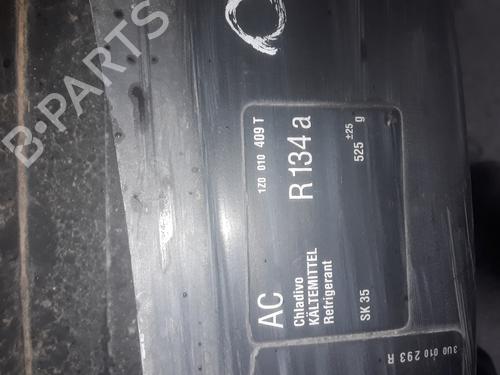 B-PARTS
1Z0 010 409 T
AC R 134 a
Chladivo
KÄLTEMITTEL
Refrigerant
SK 35 525 ±25 g
3U0 010 293 R